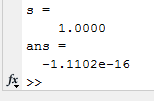 s =
1.0000
ans =
-1.1102e-16
fx >>